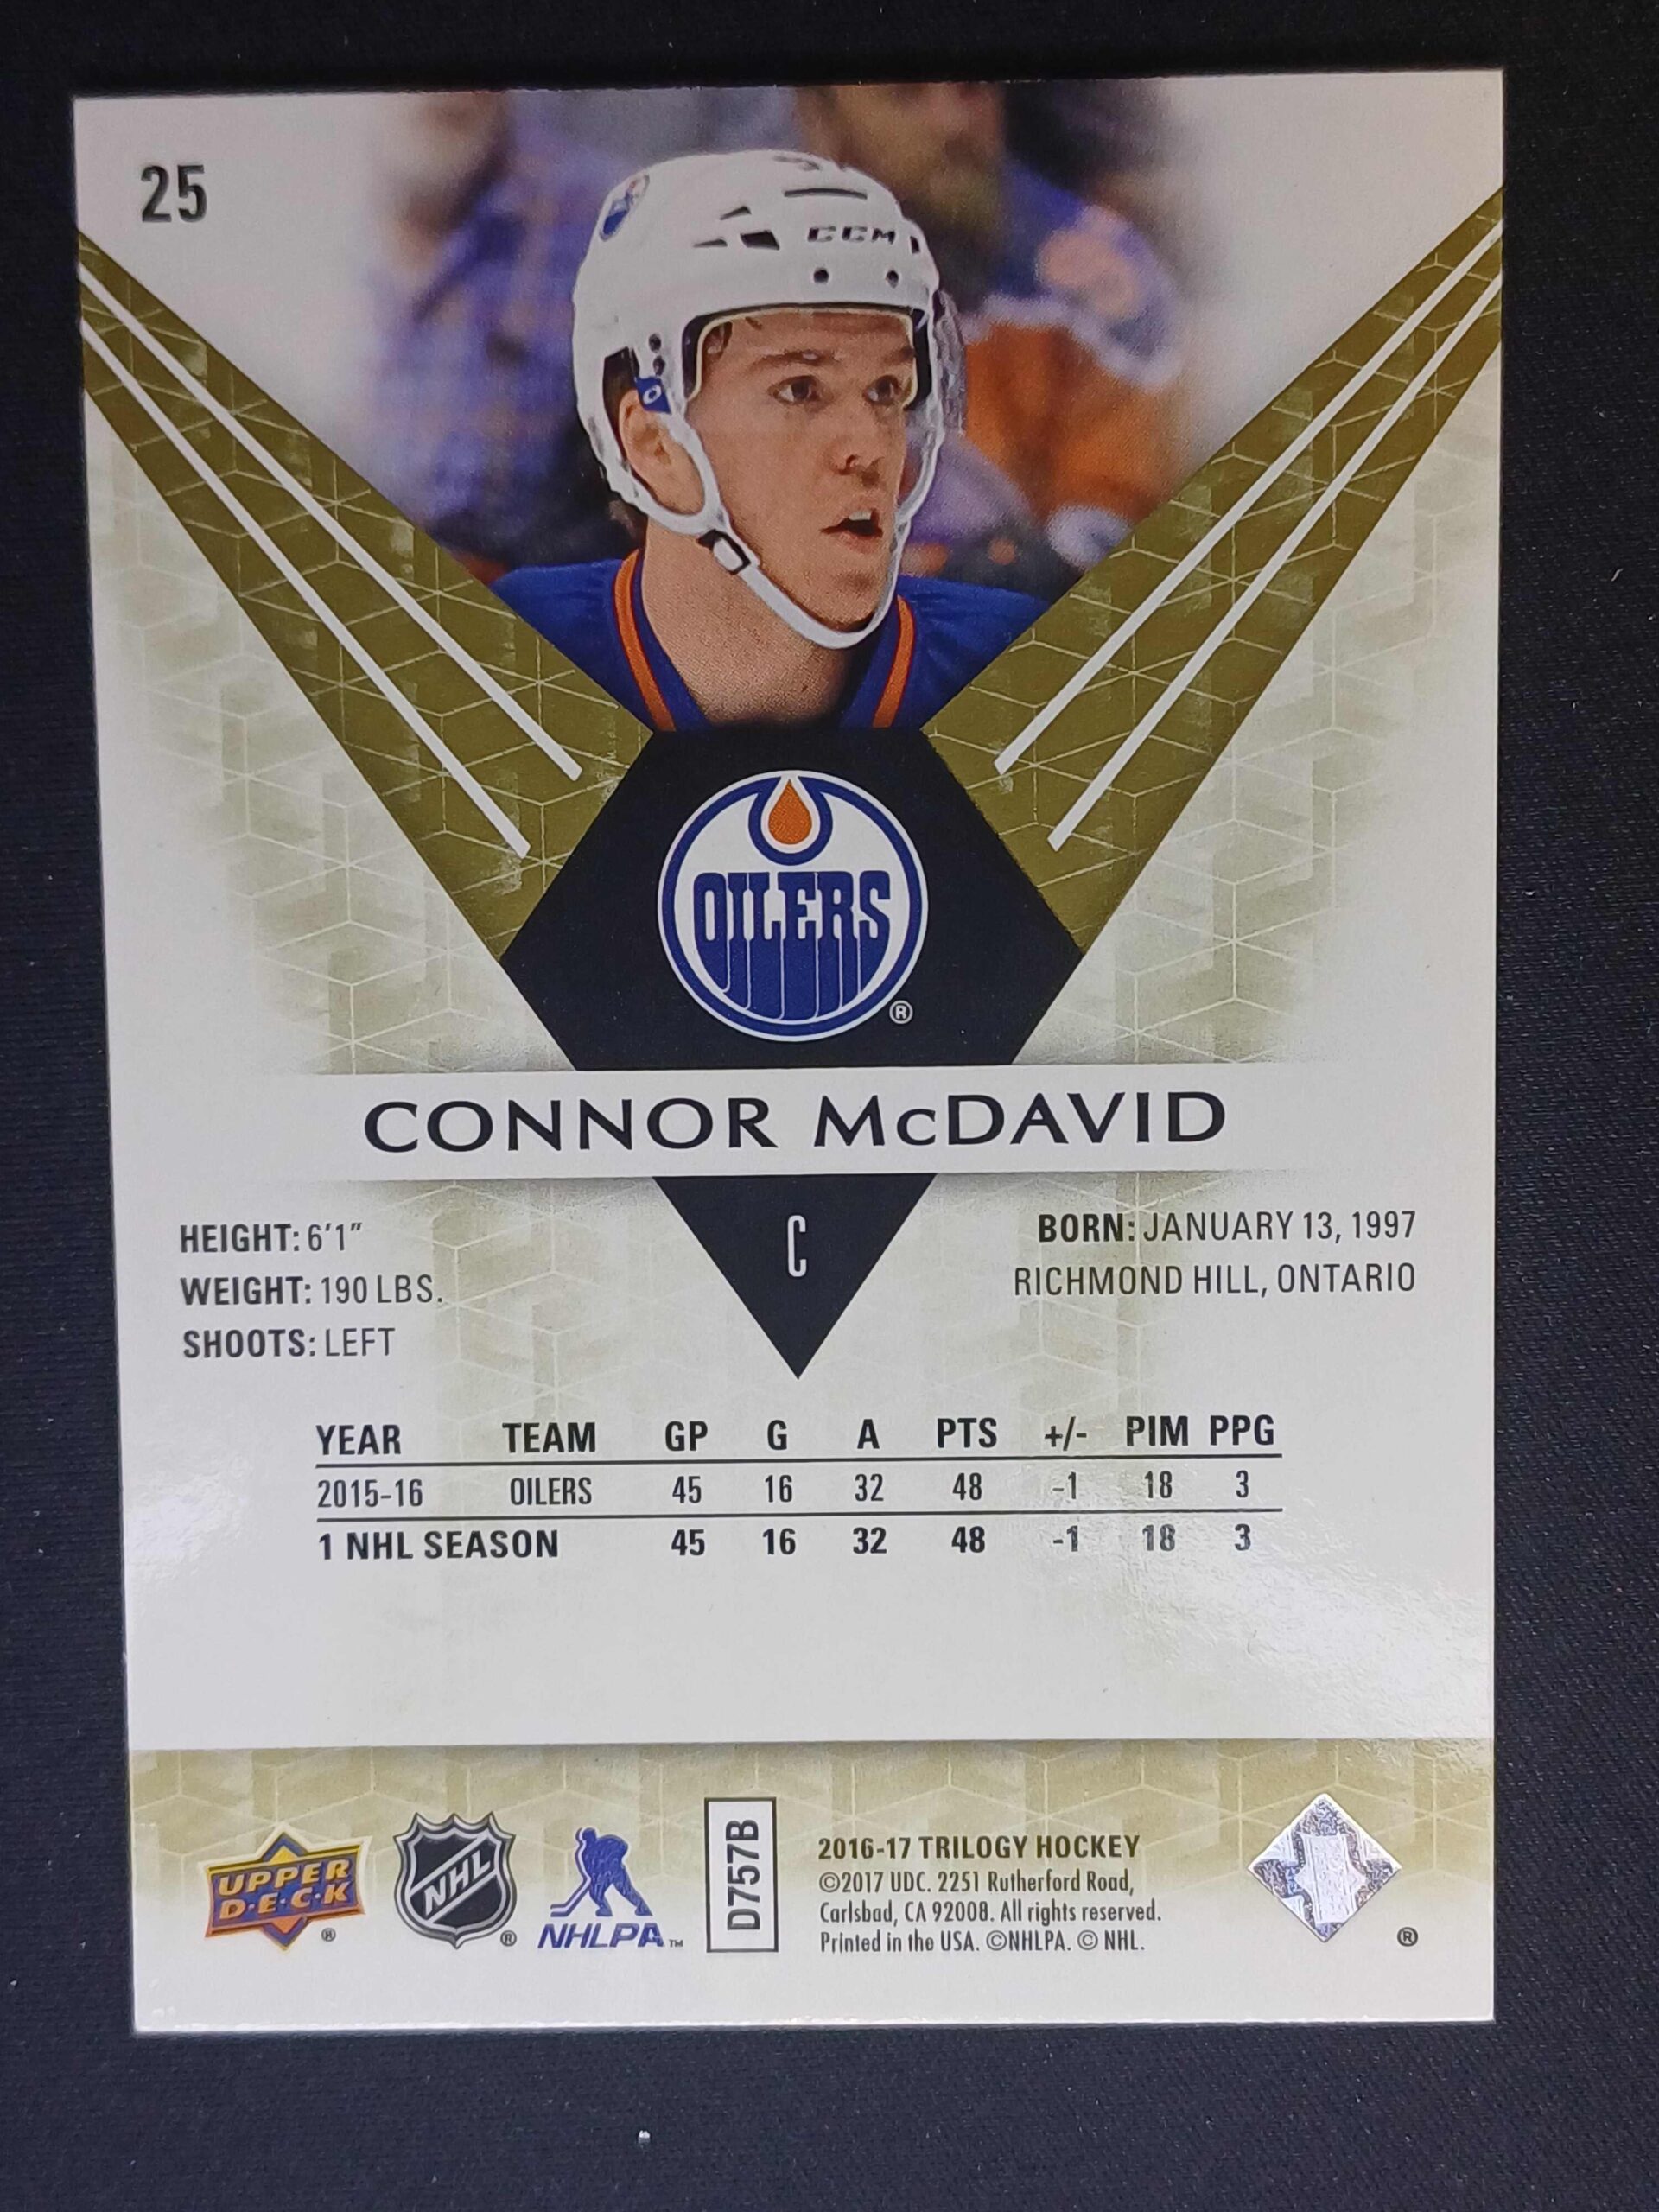 25
CCM
OILERS
®
CONNOR McDAVID
C
HEIGHT: 6'1"
WEIGHT: 190 LBS.
SHOOTS: LEFT
BORN: JANUARY 13, 1997
RICHMOND HILL, ONTARIO
YEAR TEAM GP G A PTS +/- PIM PPG
2015-16 OILERS 45 16 32 48 -1 18 3
1 NHL SEASON 45 16 32 48 -1 18 3
UPPER
D·E·C·K
®
NHL
®
NHLPA™
D757B
2016-17 TRILOGY HOCKEY
©2017 UDC. 2251 Rutherford Road,
Carlsbad, CA 92008. All rights reserved.
Printed in the USA. ©NHLPA. © NHL.
®